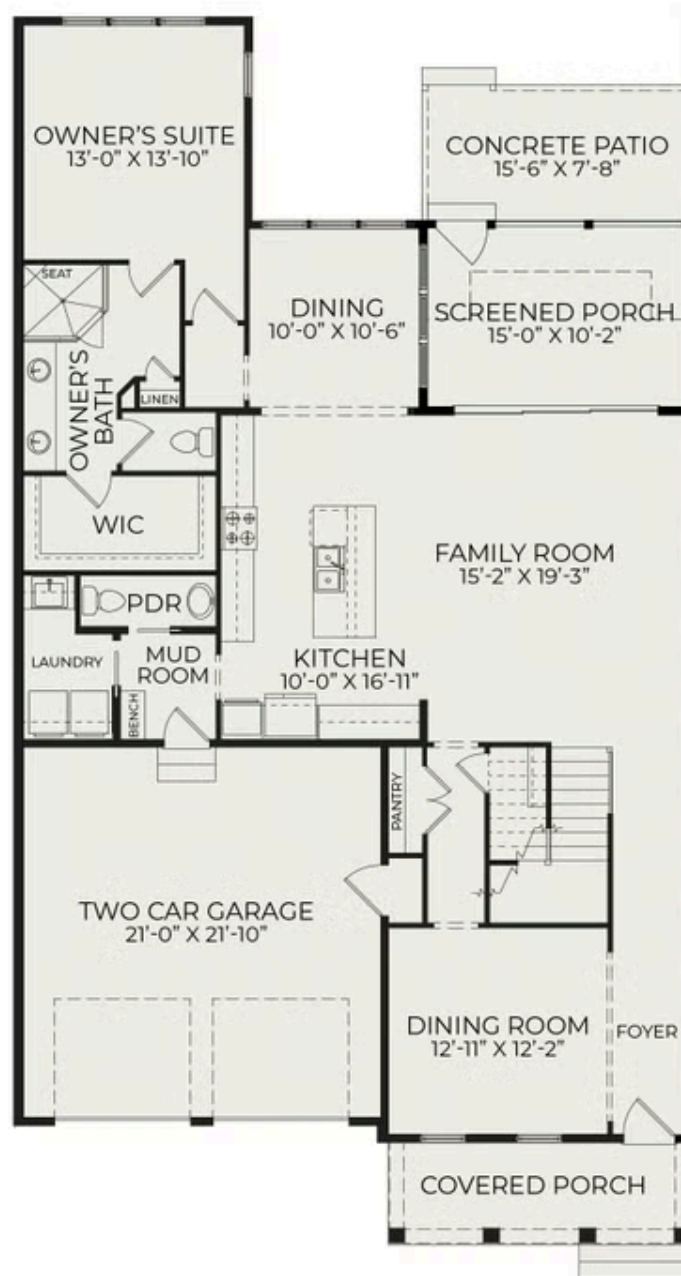 OWNER'S SUITE
13'-0" X 13'-10"
CONCRETE PATIO
15'-6" X 7'-8"
SEAT
DINING
10'-0" X 10'-6"
SCREENED PORCH
15'-0" X 10'-2"
OWNER'S
BATH
LINEN
WIC
FAMILY ROOM
15'-2" X 19'-3"
PDR
LAUNDRY
MUD
ROOM
BENCH
KITCHEN
10'-0" X 16'-11"
PANTRY
TWO CAR GARAGE
21'-0" X 21'-10"
DINING ROOM
12'-11" X 12'-2"
FOYER
COVERED PORCH